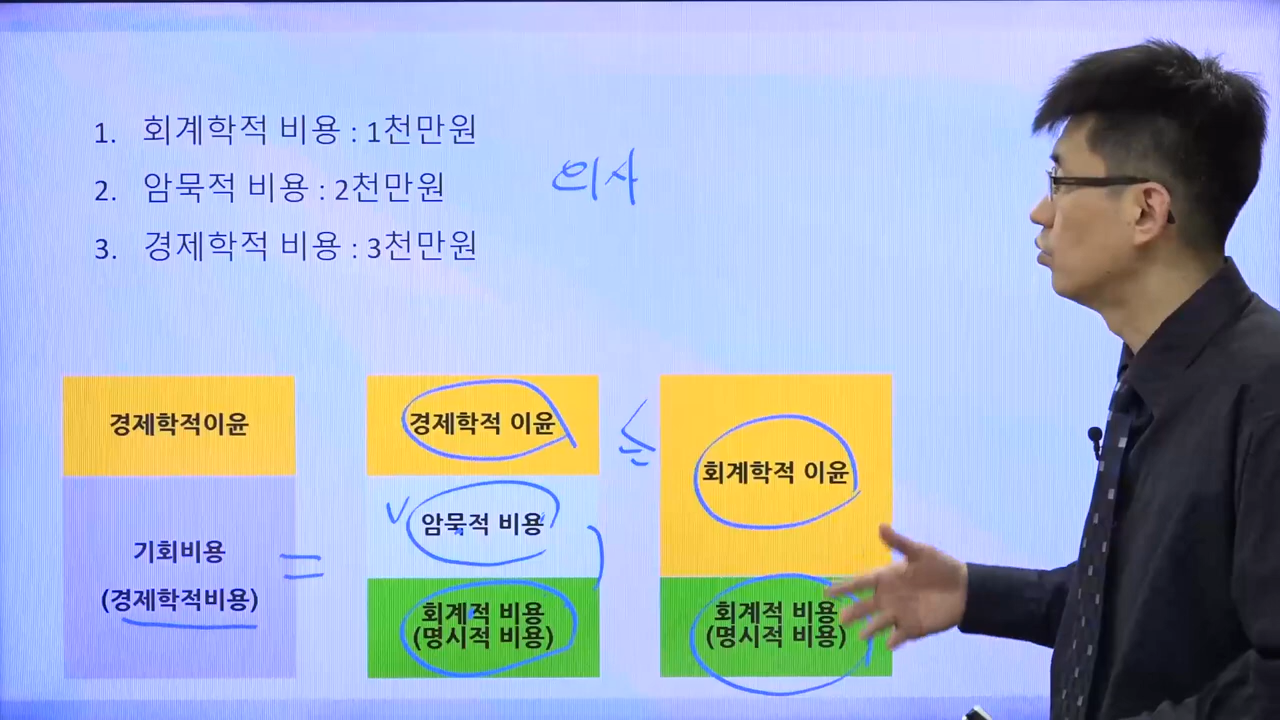 1. 회계학적 비용 : 1천만원
2. 암묵적 비용 : 2천만원
3. 경제학적 비용 : 3천만원
의사
경제학적이윤
기회비용
(경제학적비용)
=
경제학적 이윤
암묵적 비용
회계적 비용
(명시적 비용)
≤
회계학적 이윤
회계적 비용
(명시적 비용)